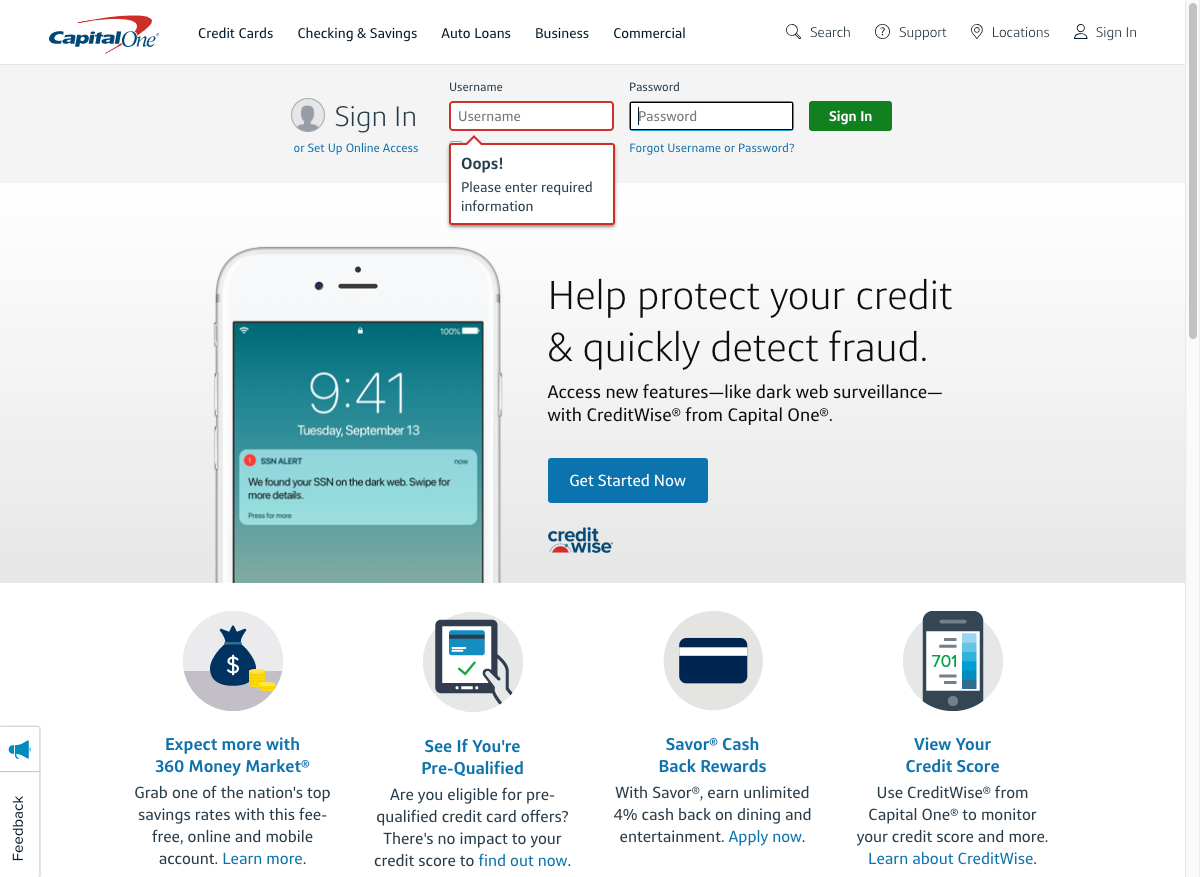 CapitalOne®
Credit Cards
Checking & Savings
Auto Loans
Business
Commercial
Search
Support
Locations
Sign In
Sign In
or Set Up Online Access
Username
Username
Password
Password
Sign In
Forgot Username or Password?
Oops!
Please enter required
information
100%
9:41
Tuesday, September 13
SSN ALERT
now
We found your SSN on the dark web. Swipe for
more details.
Press for more
Help protect your credit
& quickly detect fraud.
Access new features—like dark web surveillance—
with CreditWise® from Capital One®.
Get Started Now
credit
wise®
$
701
Expect more with
360 Money Market®
Grab one of the nation's top
savings rates with this fee-
free, online and mobile
account. Learn more.
See If You're
Pre-Qualified
Are you eligible for pre-
qualified credit card offers?
There's no impact to your
credit score to find out now.
Savor® Cash
Back Rewards
With Savor®, earn unlimited
4% cash back on dining and
entertainment. Apply now.
View Your
Credit Score
Use CreditWise® from
Capital One® to monitor
your credit score and more.
Learn about CreditWise.
Feedback